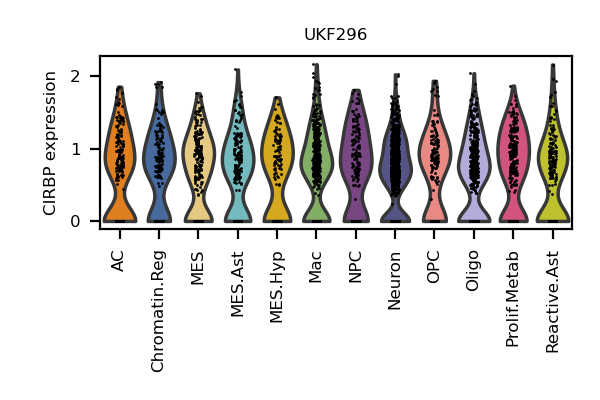 UKF296
CIRBP expression
2
1
0
AC
Chromatin.Reg
MES
MES.Ast
MES.Hyp
Mac
NPC
Neuron
OPC
Oligo
Prolif.Metab
Reactive.Ast